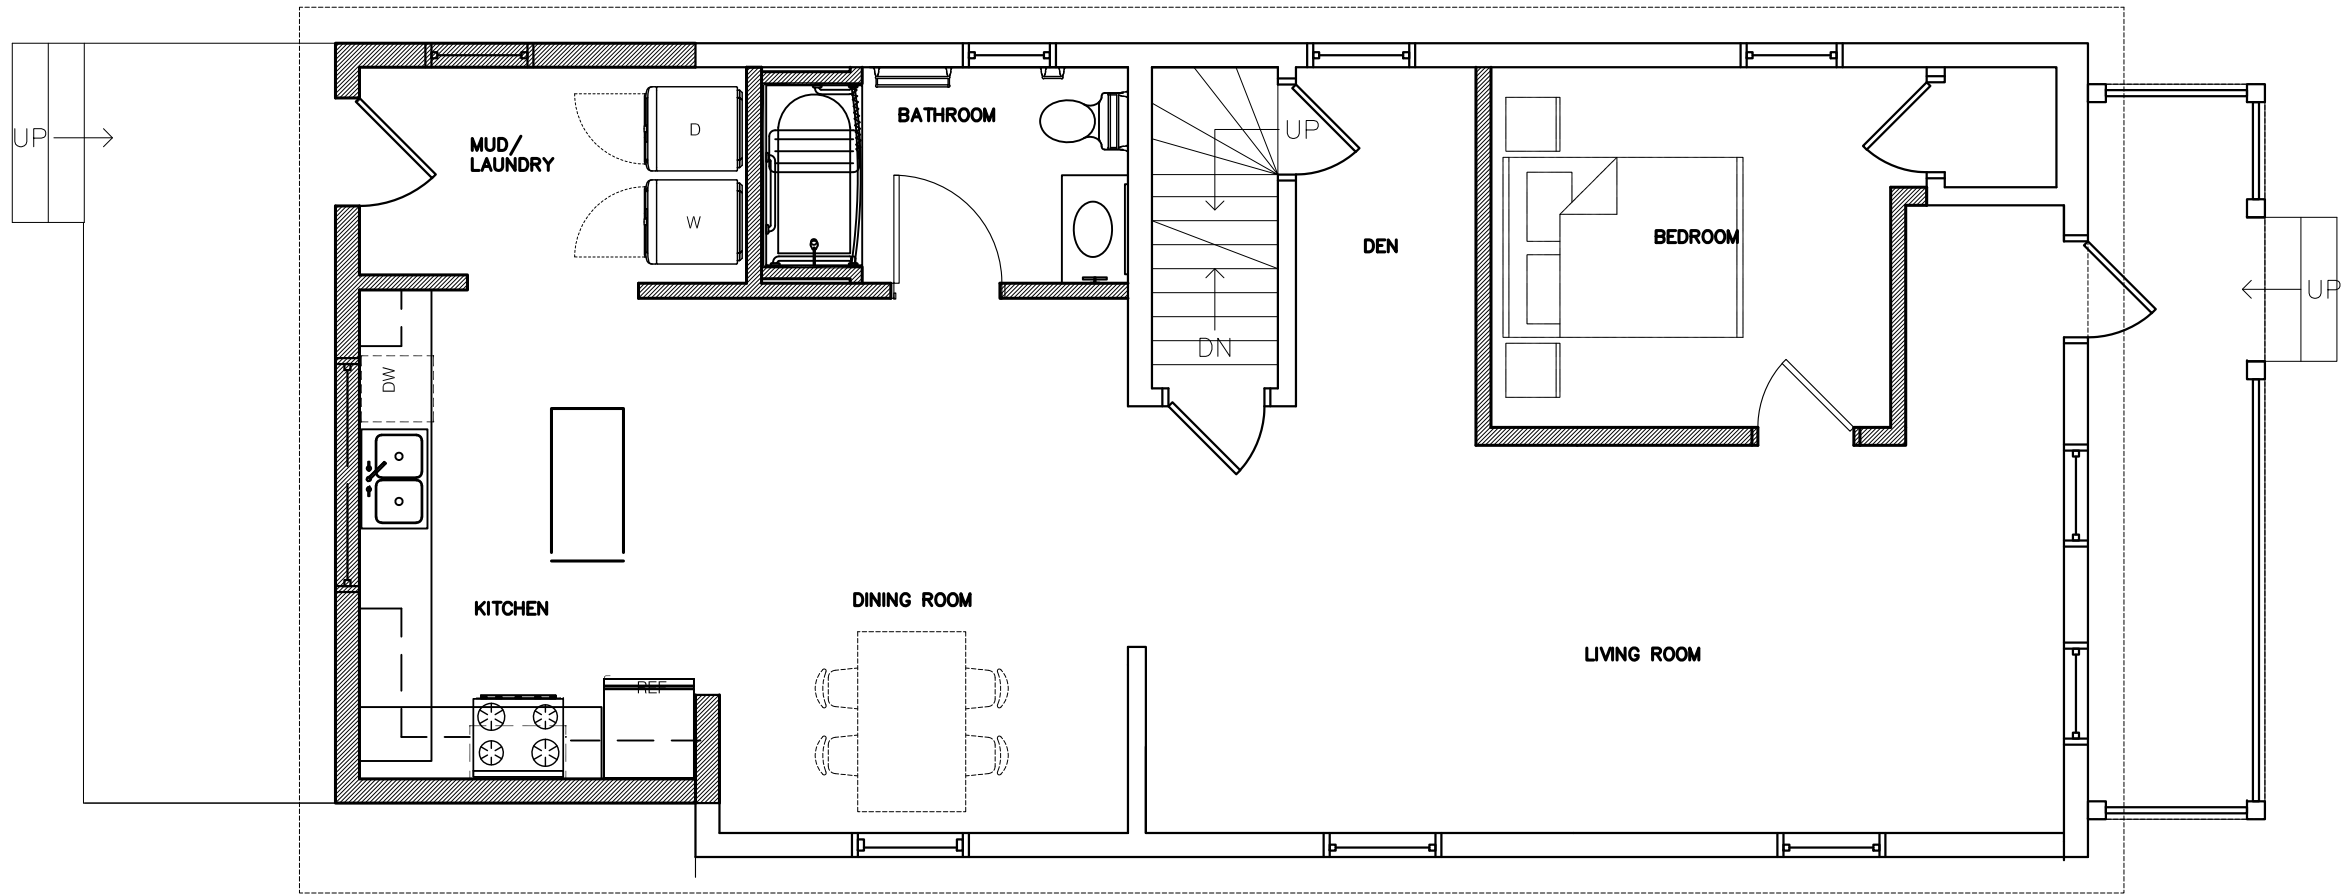 UP
MUD/
LAUNDRY
D
W
BATHROOM
UP
DN
DEN
BEDROOM
UP
DW
KITCHEN
REF
DINING ROOM
LIVING ROOM